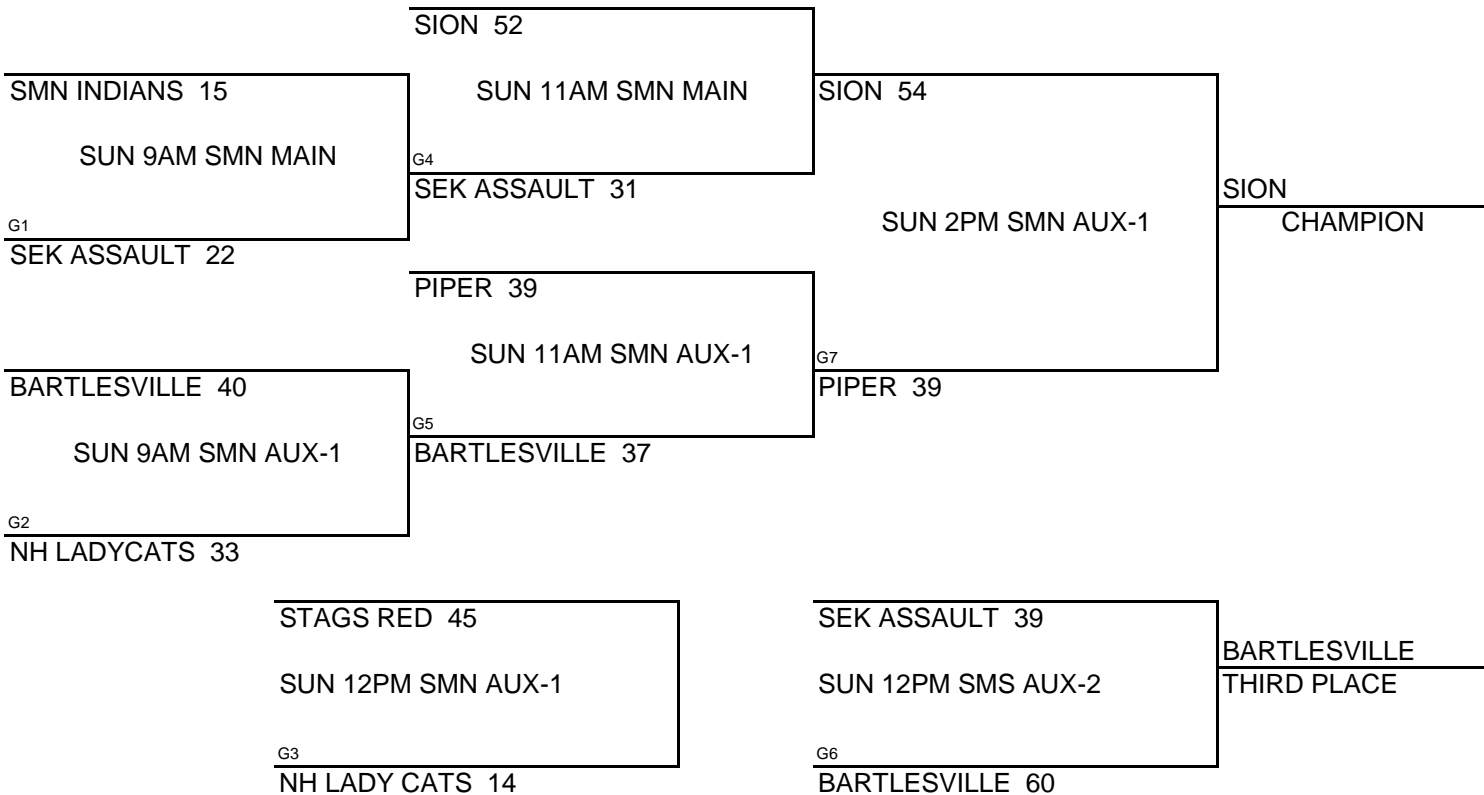 SION 52
SMN INDIANS 15
SUN 11AM SMN MAIN
SION 54
SUN 9AM SMN MAIN
G4
SEK ASSAULT 31
SION
G1
SUN 2PM SMN AUX-1
CHAMPION
SEK ASSAULT 22
PIPER 39
SUN 11AM SMN AUX-1
G7
BARTLESVILLE 40
PIPER 39
G5
SUN 9AM SMN AUX-1
BARTLESVILLE 37
G2
NH LADYCATS 33
STAGS RED 45
SEK ASSAULT 39
BARTLESVILLE
SUN 12PM SMN AUX-1
SUN 12PM SMS AUX-2
THIRD PLACE
G3
G6
NH LADY CATS 14
BARTLESVILLE 60